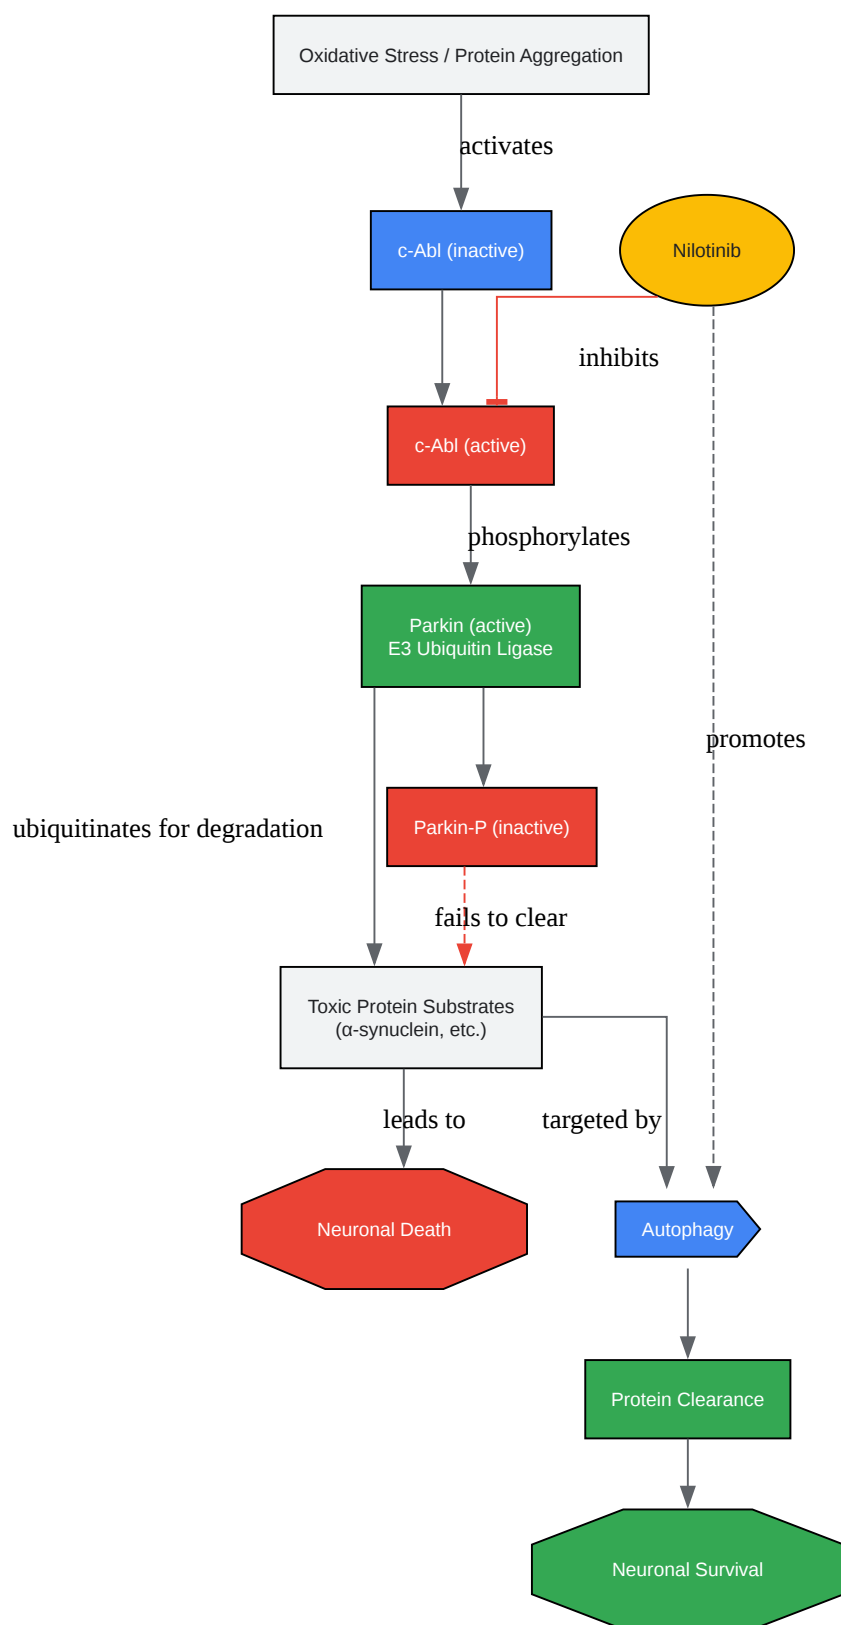 Oxidative Stress / Protein Aggregation
activates
c-Abl (inactive)
Nilotinib
inhibits
c-Abl (active)
phosphorylates
Parkin (active)
E3 Ubiquitin Ligase
promotes
ubiquitinates for degradation
Parkin-P (inactive)
fails to clear
Toxic Protein Substrates
(α-synuclein, etc.)
leads to
targeted by
Neuronal Death
Autophagy
Protein Clearance
Neuronal Survival